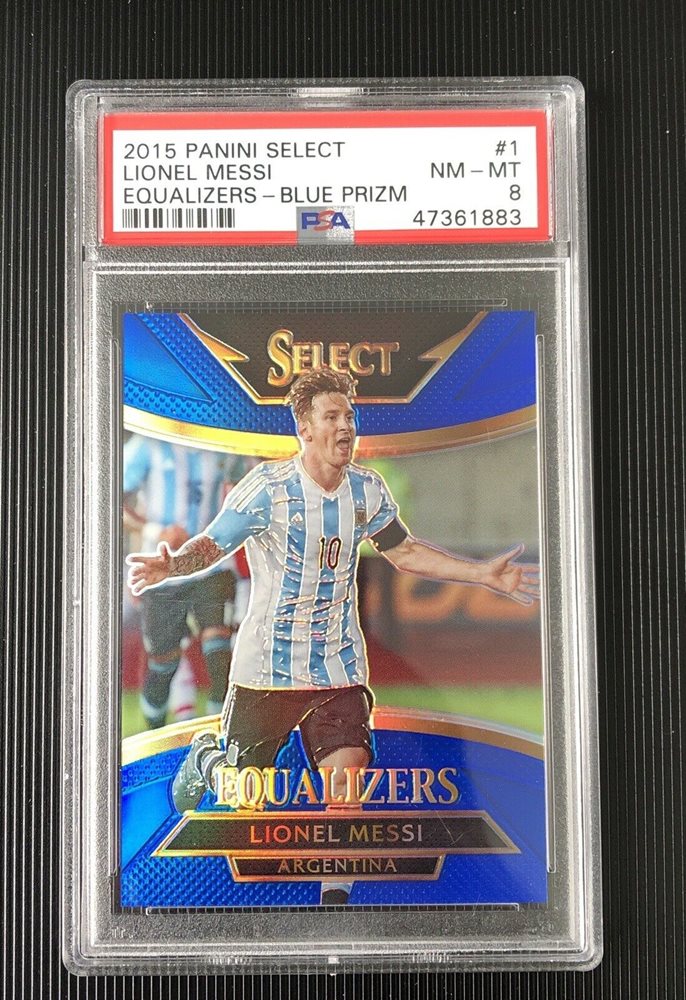 2015 PANINI SELECT #1
LIONEL MESSI NM – MT
EQUALIZERS – BLUE PRIZM 8
PSA 47361883
SELECT
10
EQUALIZERS
LIONEL MESSI
ARGENTINA